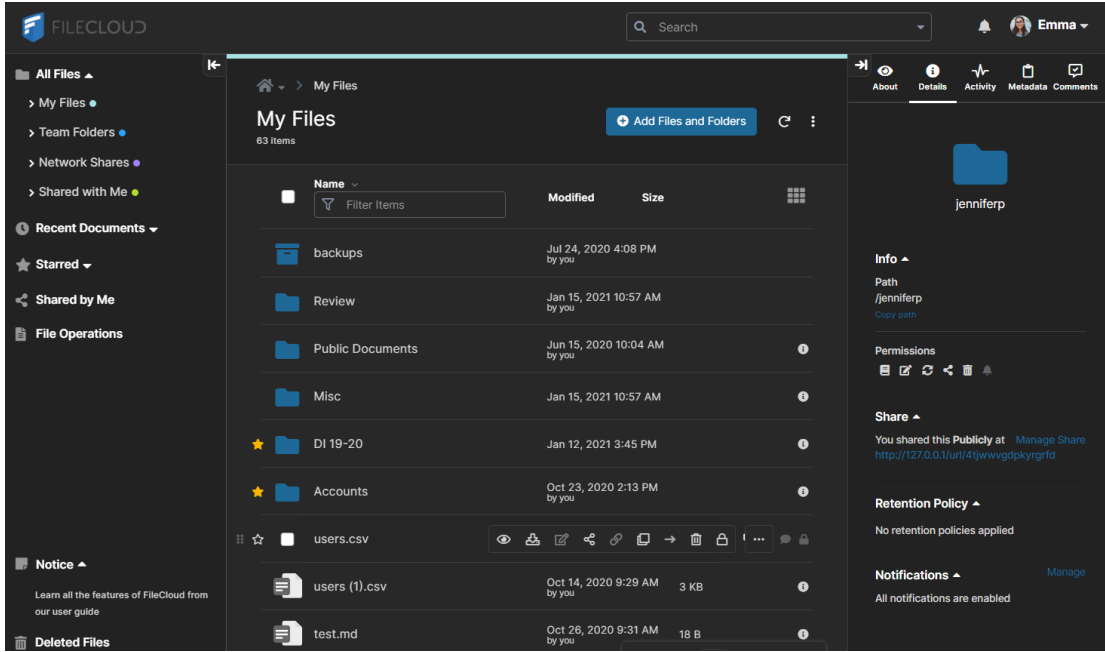 FILECLOUD
Search
Emma
All Files
My Files
Team Folders
Network Shares
Shared with Me
Recent Documents
Starred
Shared by Me
File Operations
Notice
Learn all the features of FileCloud from
our user guide
Deleted Files
My Files
My Files
63 items
Add Files and Folders
Name
Filter Items
Modified
Size
backups
Jul 24, 2020 4:08 PM
by you
Review
Jan 15, 2021 10:57 AM
by you
Public Documents
Jun 15, 2020 10:04 AM
by you
Misc
Jan 15, 2021 10:57 AM
DI 19-20
Jan 12, 2021 3:45 PM
Accounts
Oct 23, 2020 2:13 PM
by you
users.csv
users (1).csv
Oct 14, 2020 9:29 AM
by you
3 KB
test.md
Oct 26, 2020 9:31 AM
by you
18 B
About
Details
Activity
Metadata
Comments
jenniferp
Info
Path
/jenniferp
Copy path
Permissions
Share
You shared this Publicly at
Manage Share
http://127.0.0.1/url/4tjwwvgdpkyrgrfd
Retention Policy
No retention policies applied
Notifications
Manage
All notifications are enabled